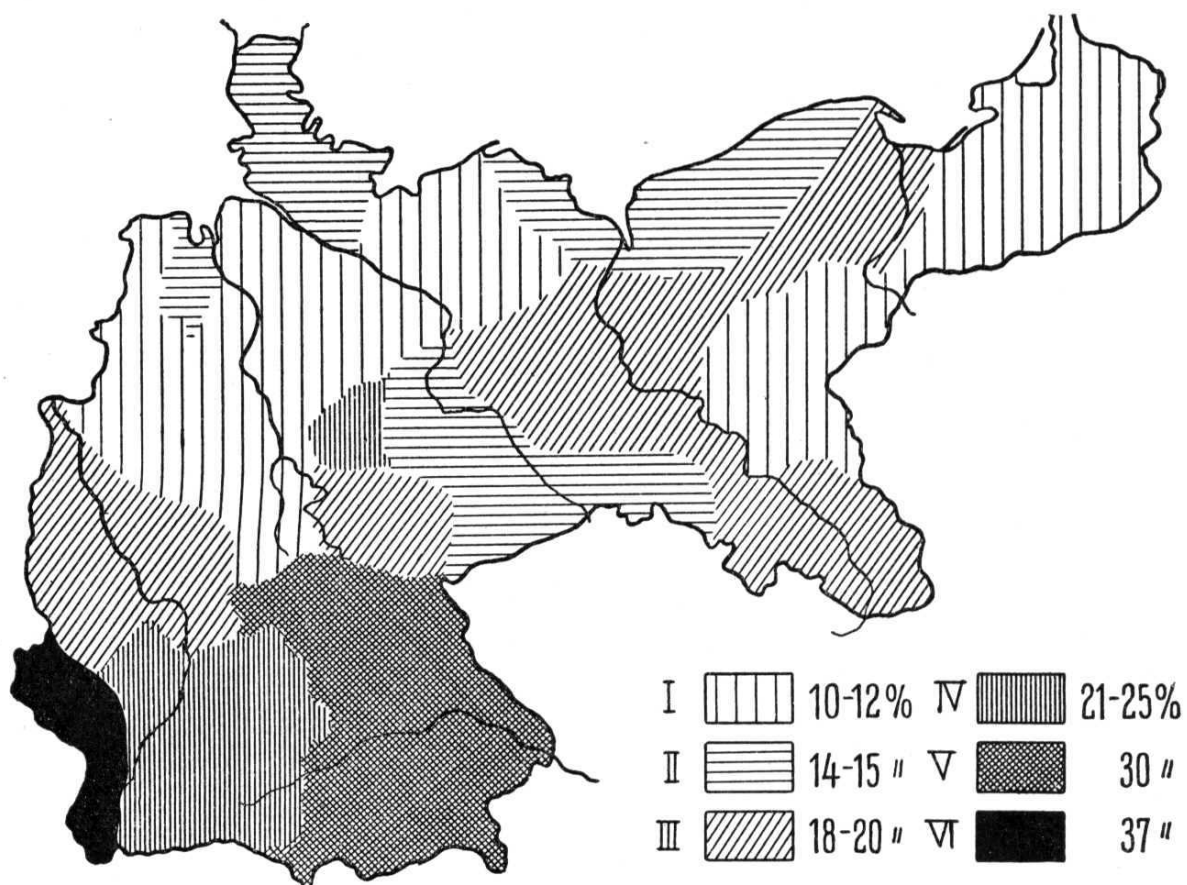 I 10-12% IV 21-25%
II 14-15 〃 V 30 〃
III 18-20 〃 VI 37 〃